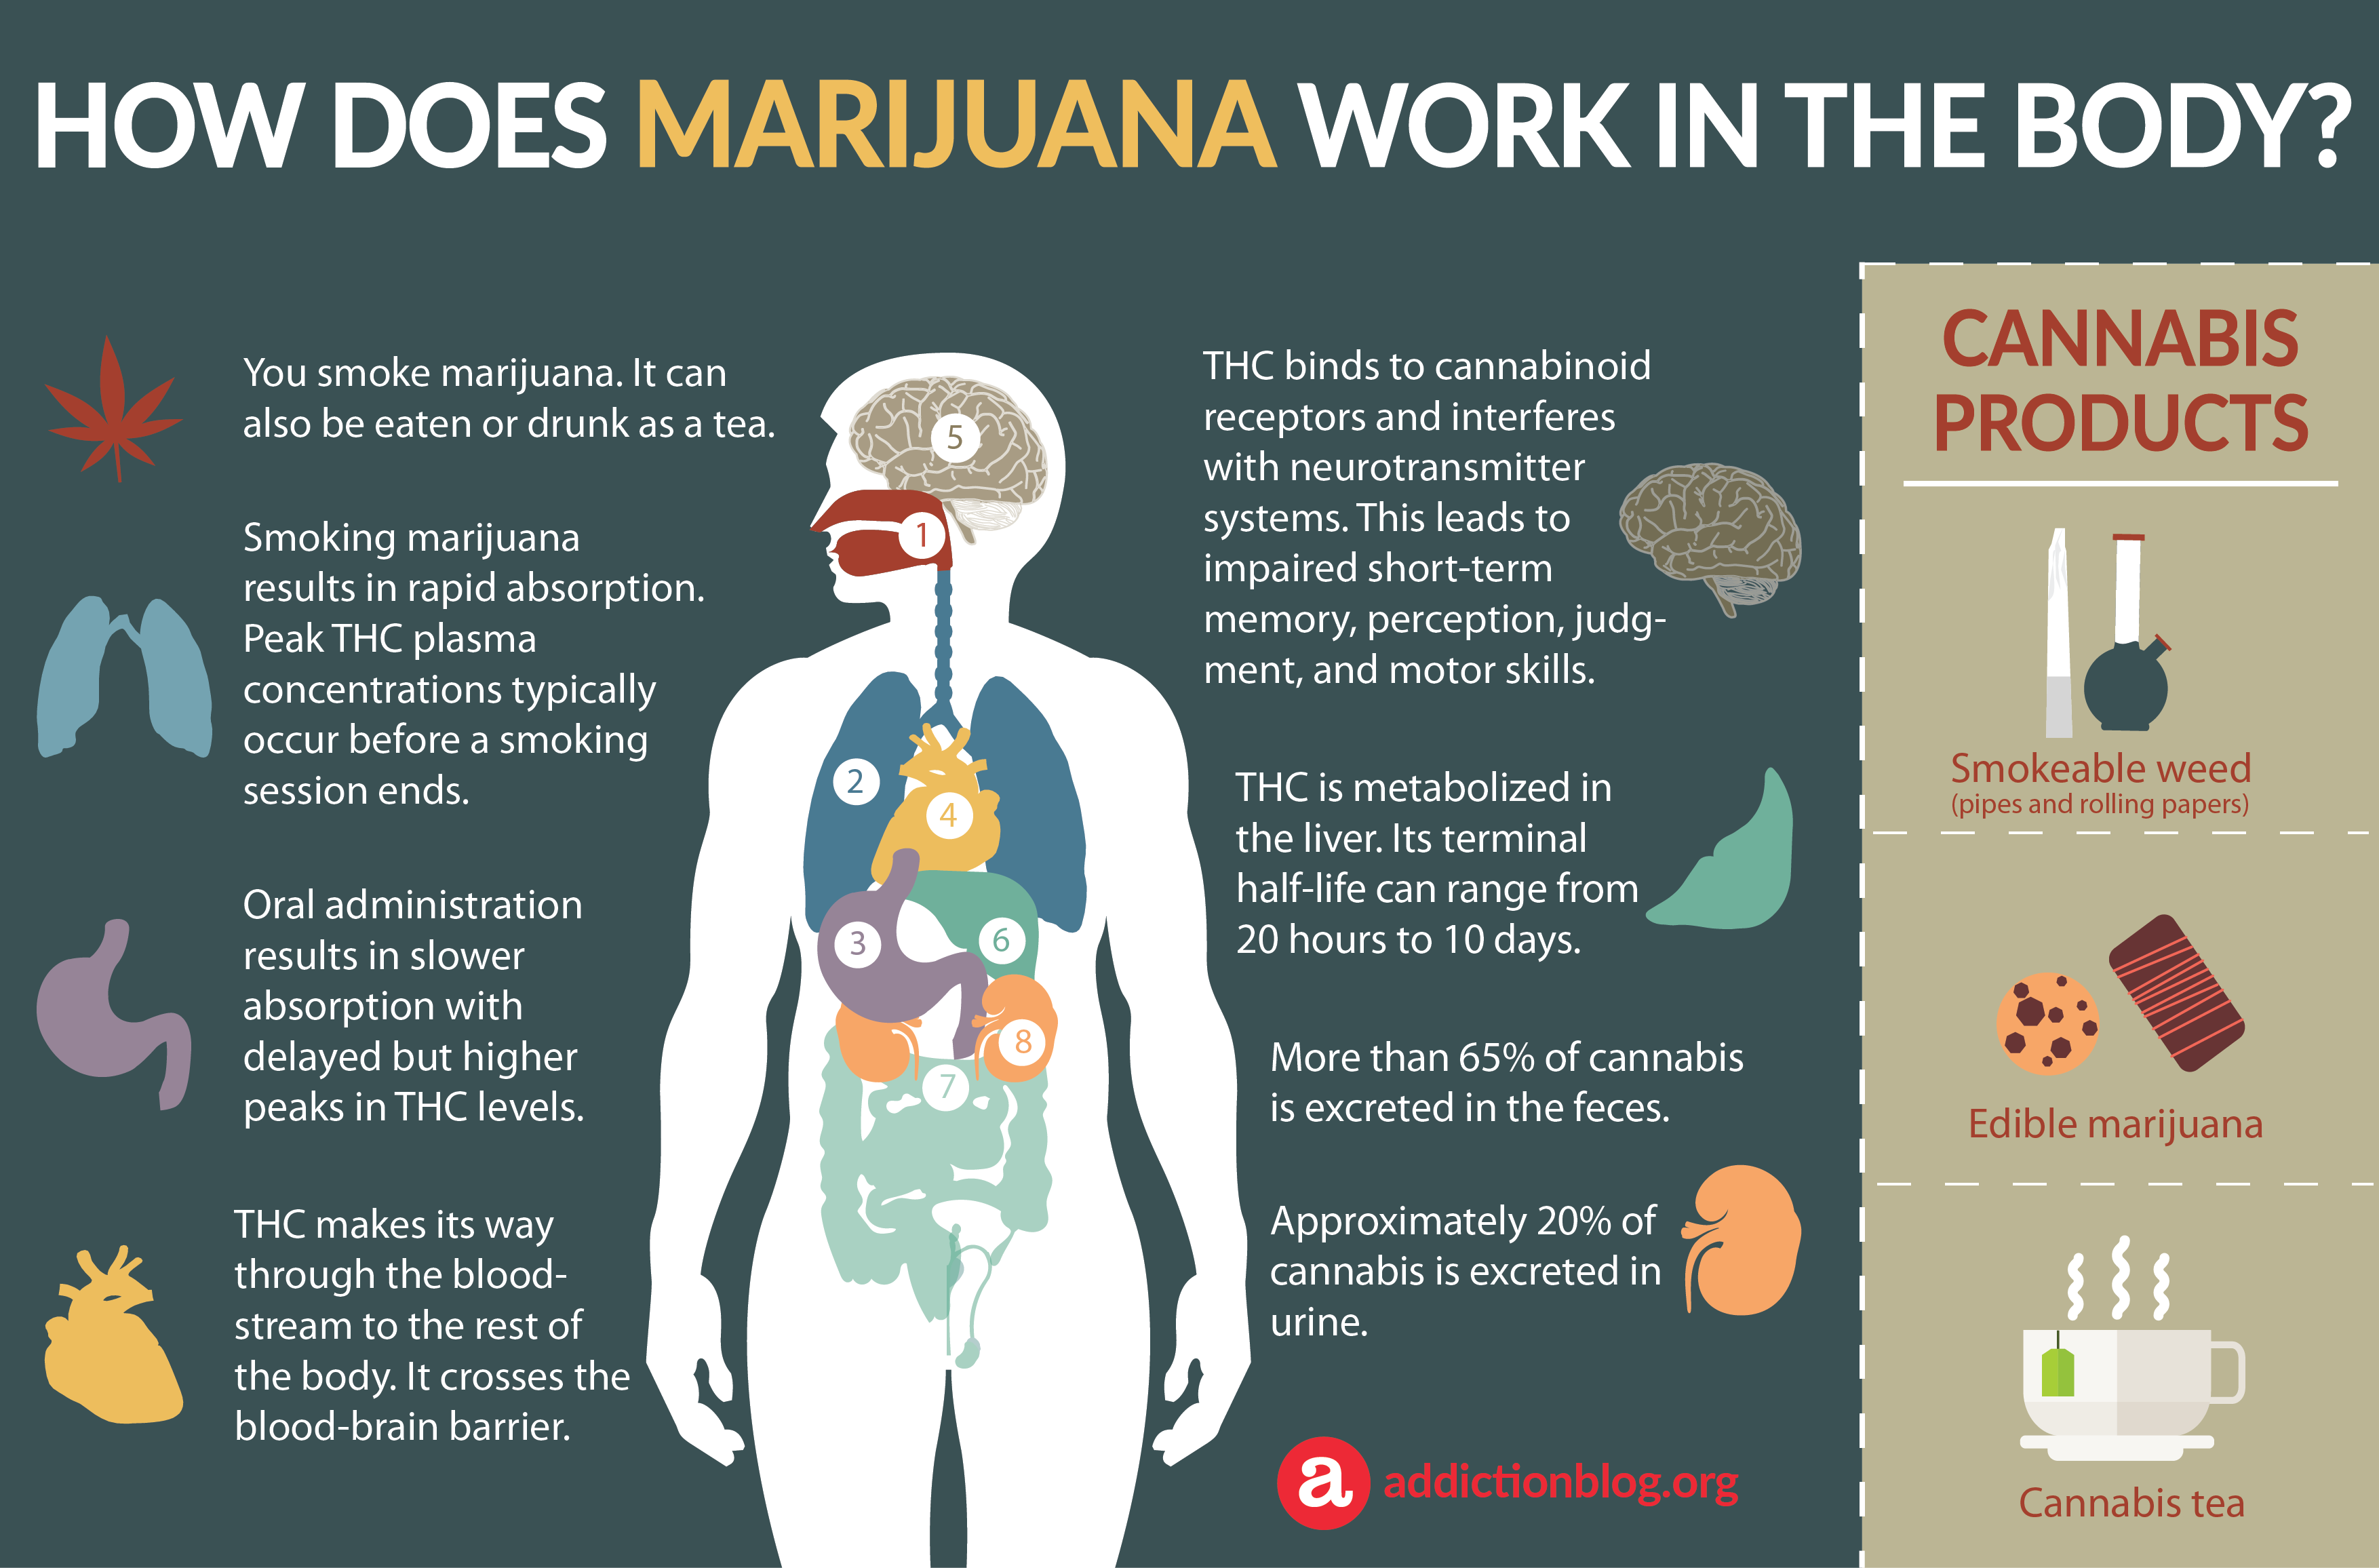 HOW DOES MARIJUANA WORK IN THE BODY?
You smoke marijuana. It can
also be eaten or drunk as a tea.
Smoking marijuana
results in rapid absorption.
Peak THC plasma
concentrations typically
occur before a smoking
session ends.
Oral administration
results in slower
absorption with
delayed but higher
peaks in THC levels.
THC makes its way
through the blood-
stream to the rest of
the body. It crosses the
blood-brain barrier.
5
1
2
4
3
6
8
7
THC binds to cannabinoid
receptors and interferes
with neurotransmitter
systems. This leads to
impaired short-term
memory, perception, judg-
ment, and motor skills.
THC is metabolized in
the liver. Its terminal
half-life can range from
20 hours to 10 days.
More than 65% of cannabis
is excreted in the feces.
Approximately 20% of
cannabis is excreted in
urine.
a addictionblog.org
CANNABIS
PRODUCTS
Smokeable weed
(pipes and rolling papers)
Edible marijuana
Cannabis tea